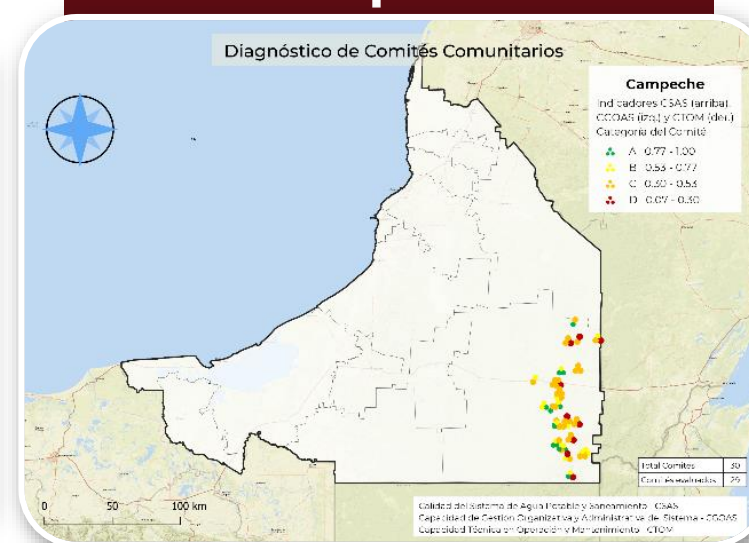 Diagnóstico de Comités Comunitarios
Campeche
Indicadores CSAS (arriba),
CGOAS (izq.) y CTOM (der.)
Categoría del Comité
A 0.77 - 1.00
B 0.53 - 0.77
C 0.30 - 0.53
D 0.07 - 0.30
Total Comités 30
Comités evaluados 29
0 50 100 km
Calidad del Sistema de Agua Potable y Saneamiento - CSAS
Capacidad de Gestión Organizativa y Administrativa de Sistema - CGOAS
Capacidad Técnica en Operación y Mantenimiento - CTOM